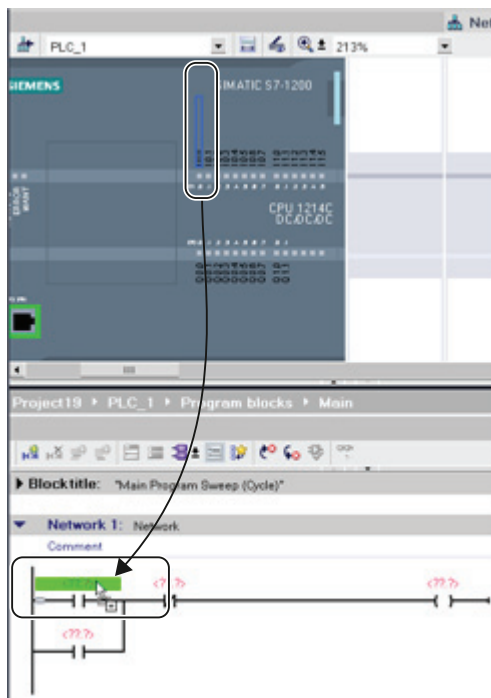 Net
PLC_1
213%
SIEMENS
SIMATIC S7-1200
CPU 1214C
DC/DC/DC
Project19 ▸ PLC_1 ▸ Program blocks ▸ Main
Block title: "Main Program Sweep (Cycle)"
Network 1: Network
Comment
<??.?> <??.?> <??.?>
<??.?>